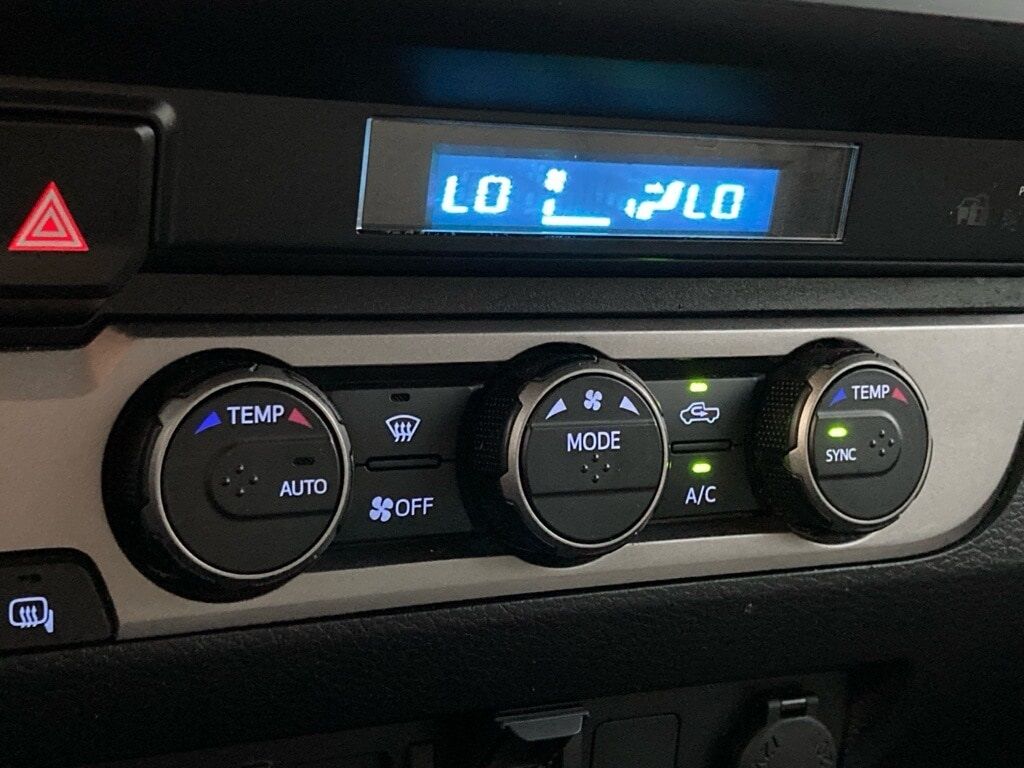 LO LO
TEMP
AUTO
OFF
MODE
A/C
TEMP
SYNC